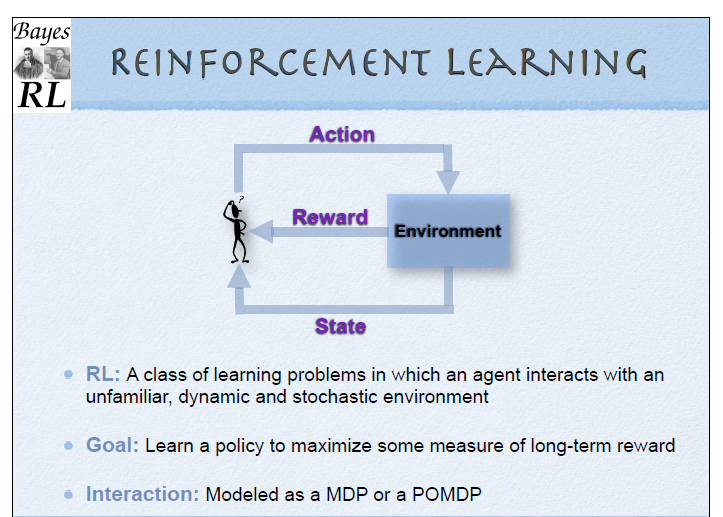 Bayes
RL
REINFORCEMENT LEARNING
Action
?
Reward
Environment
State
RL: A class of learning problems in which an agent interacts with an
unfamiliar, dynamic and stochastic environment
Goal: Learn a policy to maximize some measure of long-term reward
Interaction: Modeled as a MDP or a POMDP